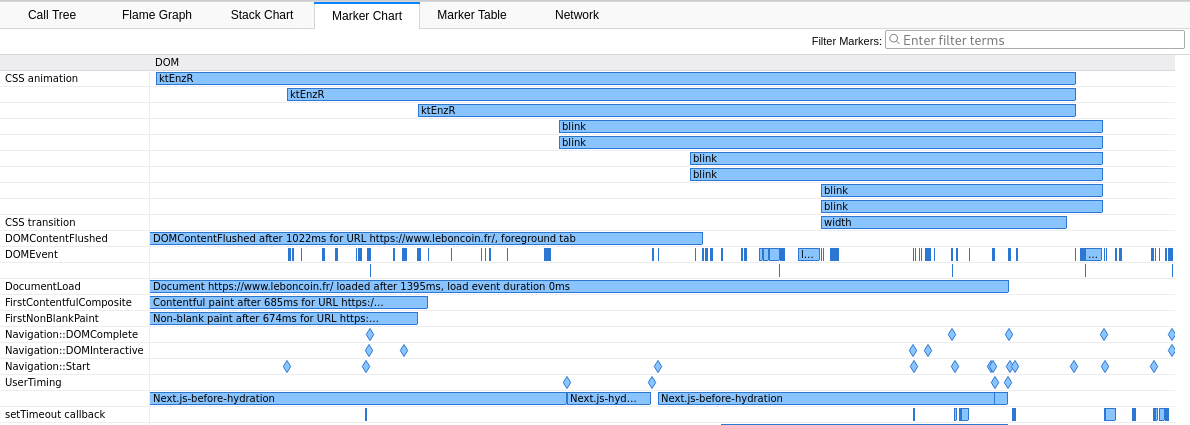 Call Tree Flame Graph Stack Chart Marker Chart Marker Table Network
Filter Markers: Enter filter terms
DOM
CSS animation ktEnzR
ktEnzR
ktEnzR
blink
blink
blink
blink
blink
blink
CSS transition width
DOMContentFlushed DOMContentFlushed after 1022ms for URL https://www.leboncoin.fr/, foreground tab
DOMEvent l... ...
DocumentLoad Document https://www.leboncoin.fr/ loaded after 1395ms, load event duration 0ms
FirstContentfulComposite Contentful paint after 685ms for URL https:/...
FirstNonBlankPaint Non-blank paint after 674ms for URL https:...
Navigation::DOMComplete
Navigation::DOMInteractive
Navigation::Start
UserTiming
Next.js-before-hydration Next.js-hyd... Next.js-before-hydration
setTimeout callback